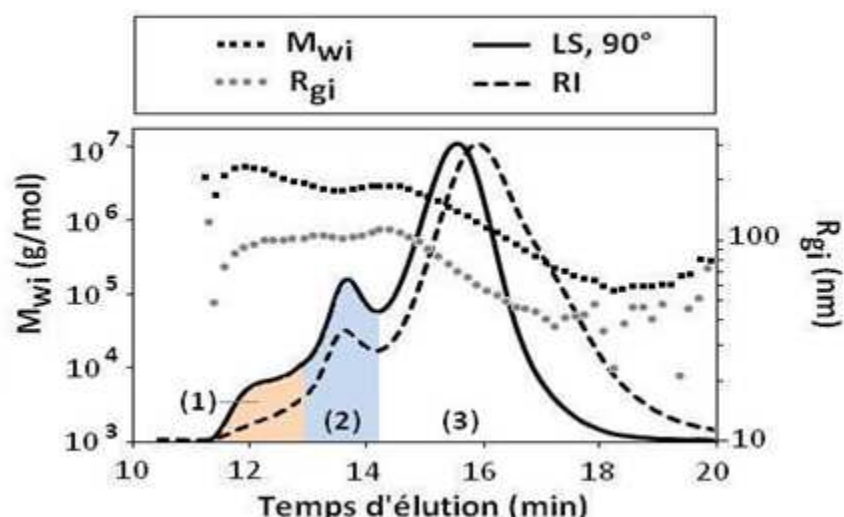 Mwi LS, 90°
Rgi RI
10⁷
10⁶
10⁵
10⁴
10³
Mwi (g/mol)
100
10
Rgi (nm)
(1)
(2)
(3)
10 12 14 16 18 20
Temps d'élution (min)